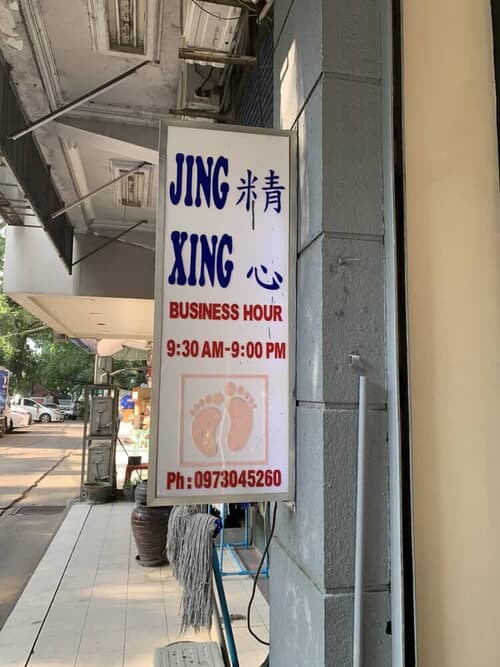 JING 精
XING 心
BUSINESS HOUR
9:30 AM-9:00 PM
Ph : 0973045260